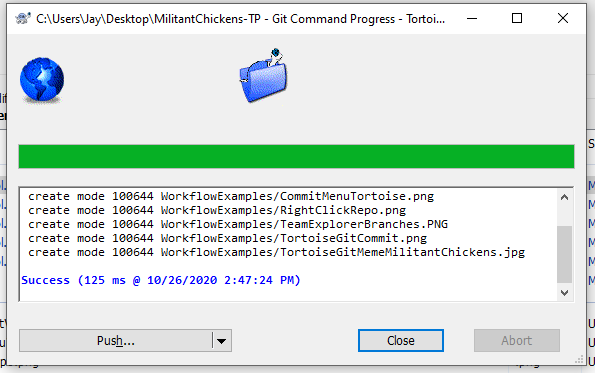 C:\Users\Jay\Desktop\MilitantChickens-TP - Git Command Progress - Tortoi...
create mode 100644 WorkflowExamples/CommitMenuTortoise.png
create mode 100644 WorkflowExamples/RightClickRepo.png
create mode 100644 WorkflowExamples/TeamExplorerBranches.PNG
create mode 100644 WorkflowExamples/TortoiseGitCommit.png
create mode 100644 WorkflowExamples/TortoiseGitMemeMilitantChickens.jpg
Success (125 ms @ 10/26/2020 2:47:24 PM)
Push...
Close
Abort